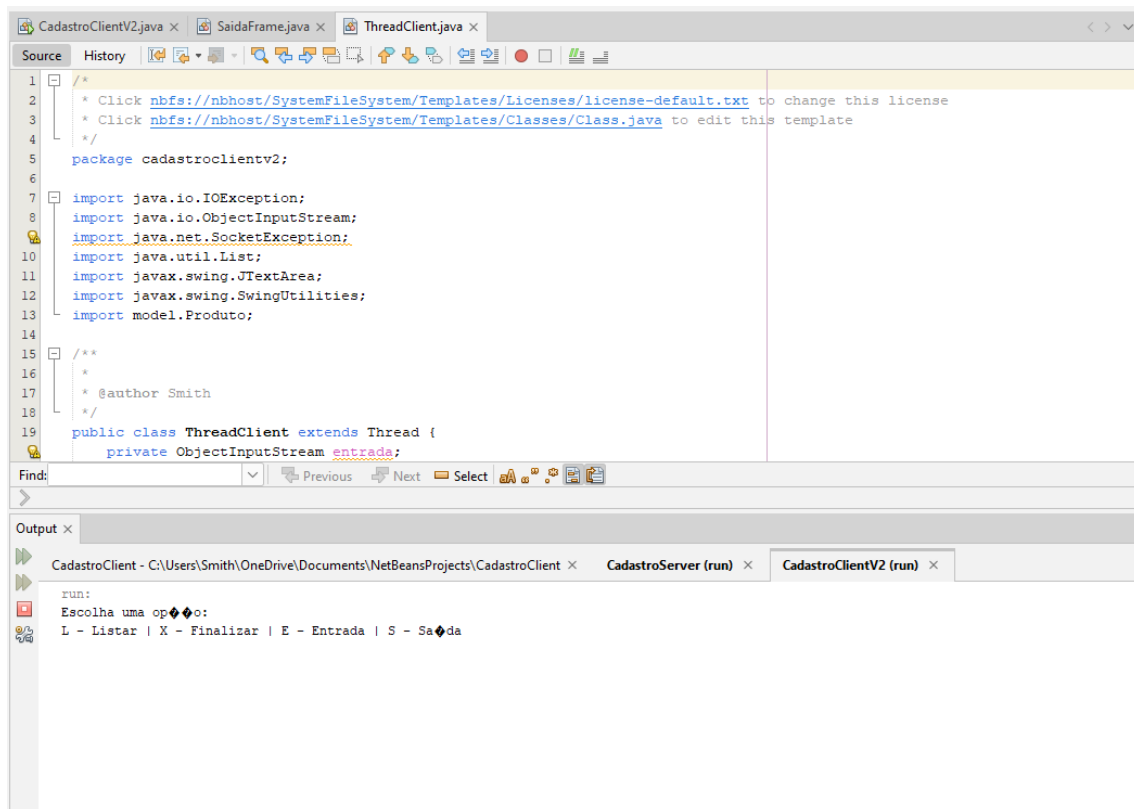 CadastroClientV2.java × SaidaFrame.java × ThreadClient.java ×
Source History
1 /*
2 * Click nbfs://nbhost/SystemFileSystem/Templates/Licenses/license-default.txt to change this license
3 * Click nbfs://nbhost/SystemFileSystem/Templates/Classes/Class.java to edit this template
4 */
5 package cadastroclientv2;
6
7 import java.io.IOException;
8 import java.io.ObjectInputStream;
import java.net.SocketException;
10 import java.util.List;
11 import javax.swing.JTextArea;
12 import javax.swing.SwingUtilities;
13 import model.Produto;
14
15 /**
16 *
17 * @author Smith
18 */
19 public class ThreadClient extends Thread {
private ObjectInputStream entrada;
Find: Previous Next Select
Output ×
CadastroClient - C:\Users\Smith\OneDrive\Documents\NetBeansProjects\CadastroClient × CadastroServer (run) × CadastroClientV2 (run) ×
run:
Escolha uma op��o:
L - Listar | X - Finalizar | E - Entrada | S - Sa�da